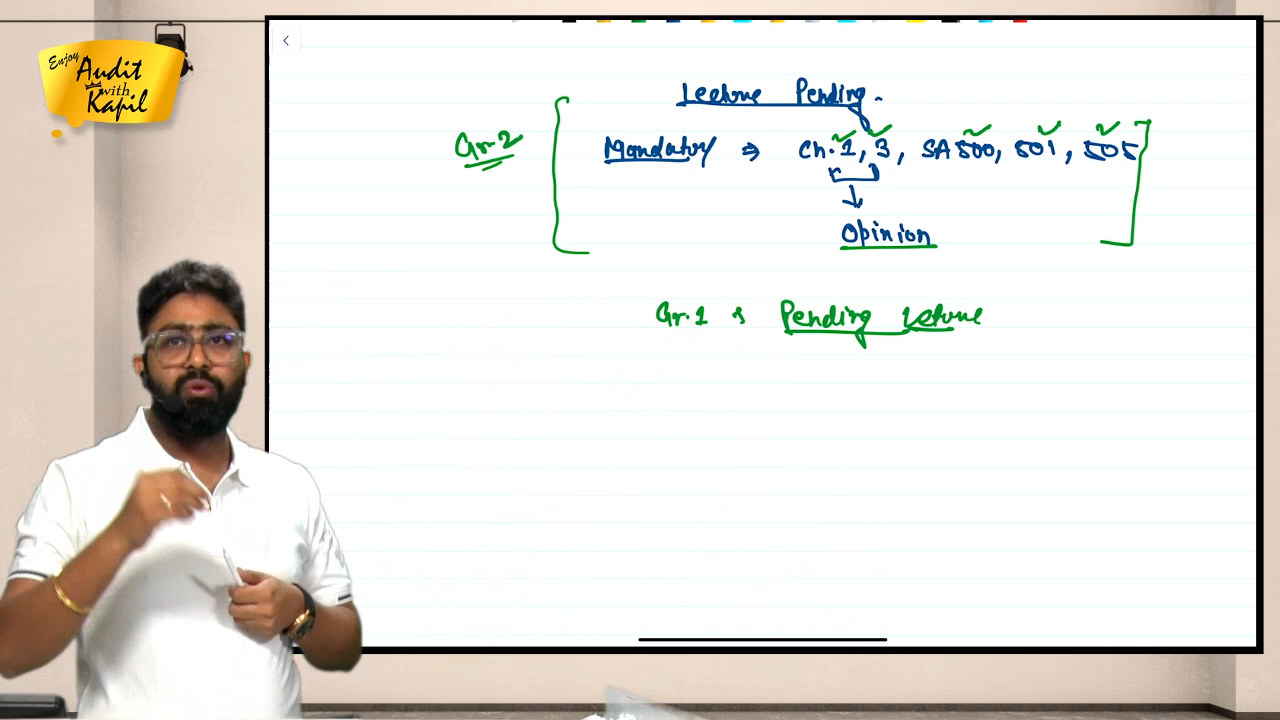 Enjoy
Audit
with
Kapil
Lecture Pending.
Gr.2
Mandatory ⇒ Ch. 1, 3, SA 500, 501, 505
↓
Opinion
Gr.1 & Pending Lecture